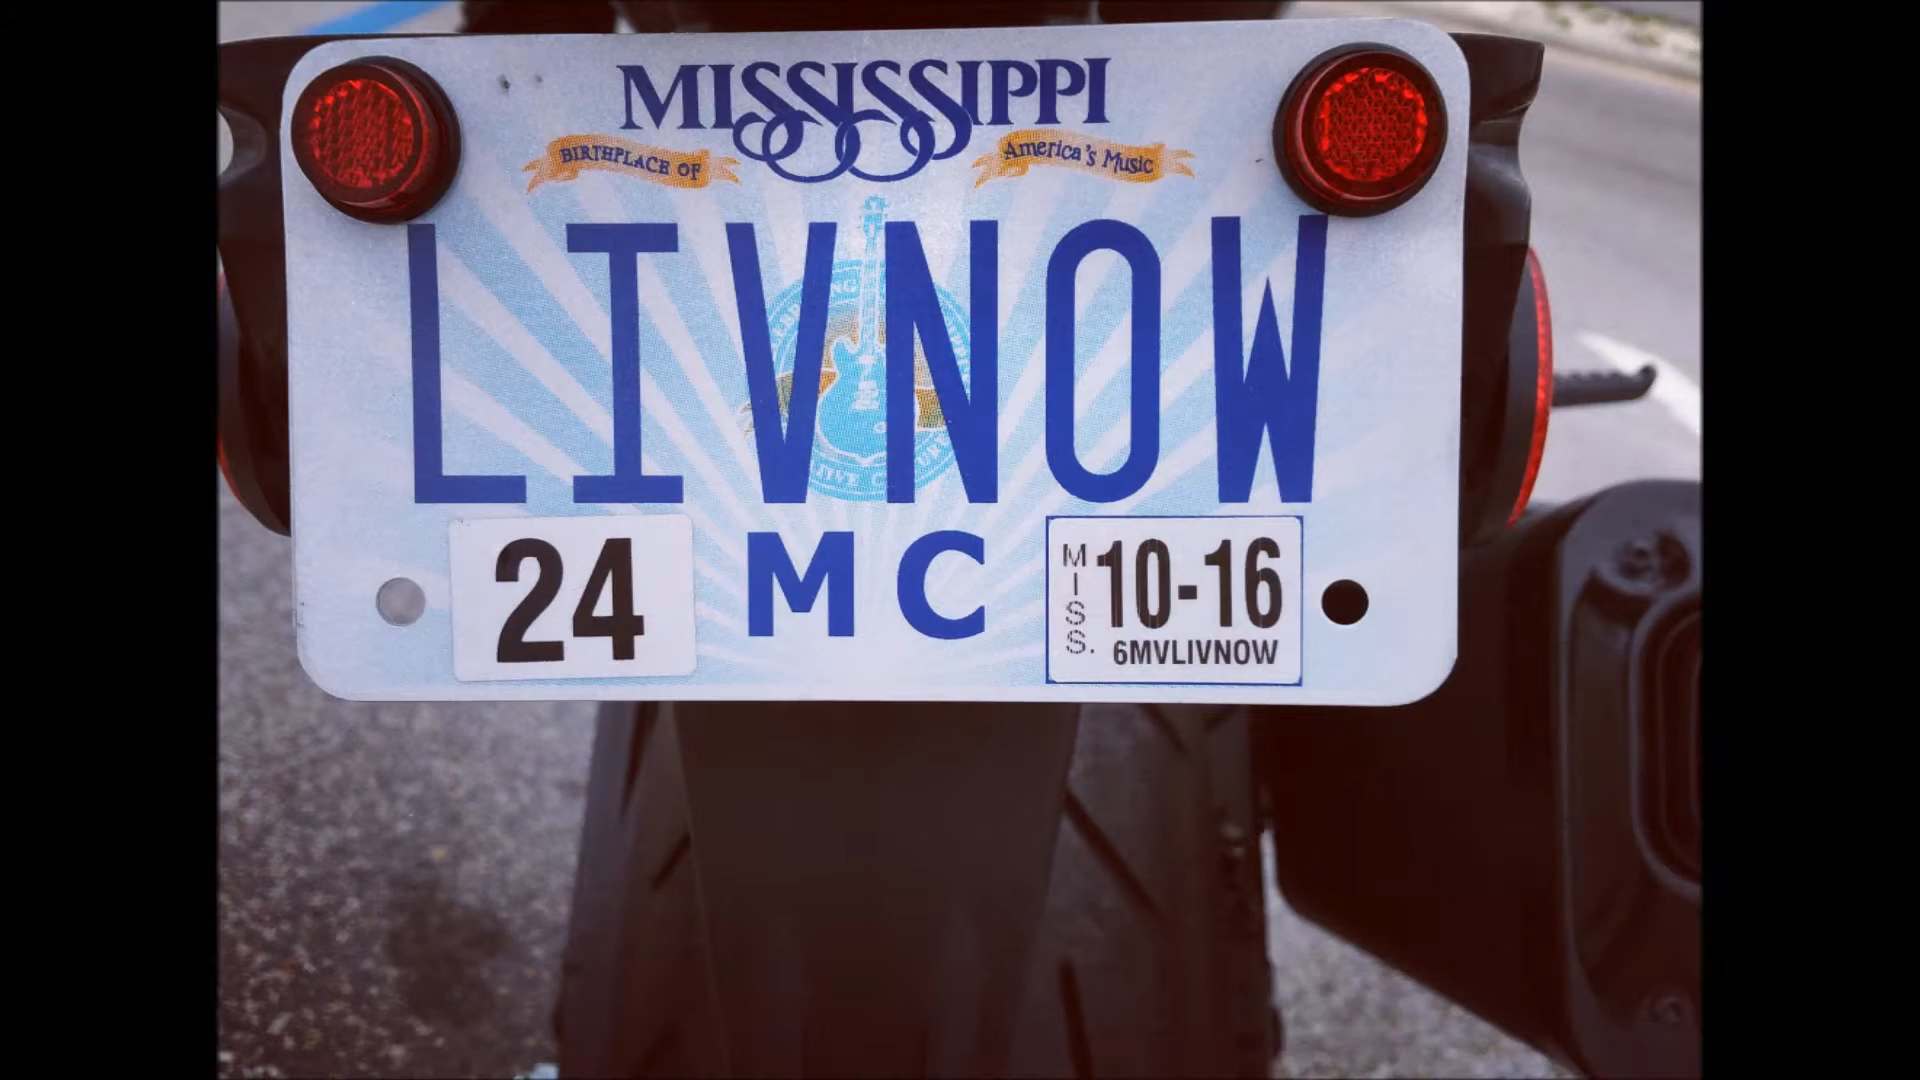 MISSISSIPPI
BIRTHPLACE OF America's Music
LIVNOW
24 MC MISS. 10-16
6MVLIVNOW